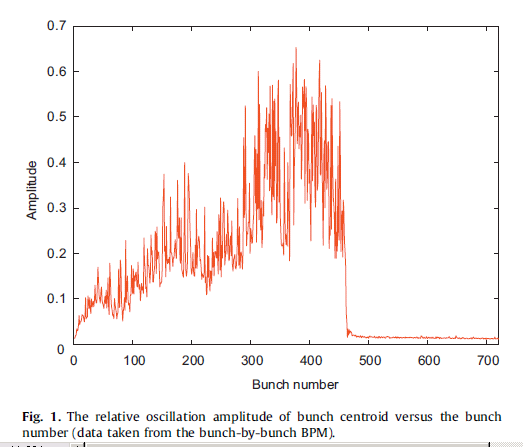 0.7
0.6
0.5
0.4
0.3
0.2
0.1
0
Amplitude
0 100 200 300 400 500 600 700
Bunch number
Fig. 1. The relative oscillation amplitude of bunch centroid versus the bunch
number (data taken from the bunch-by-bunch BPM).